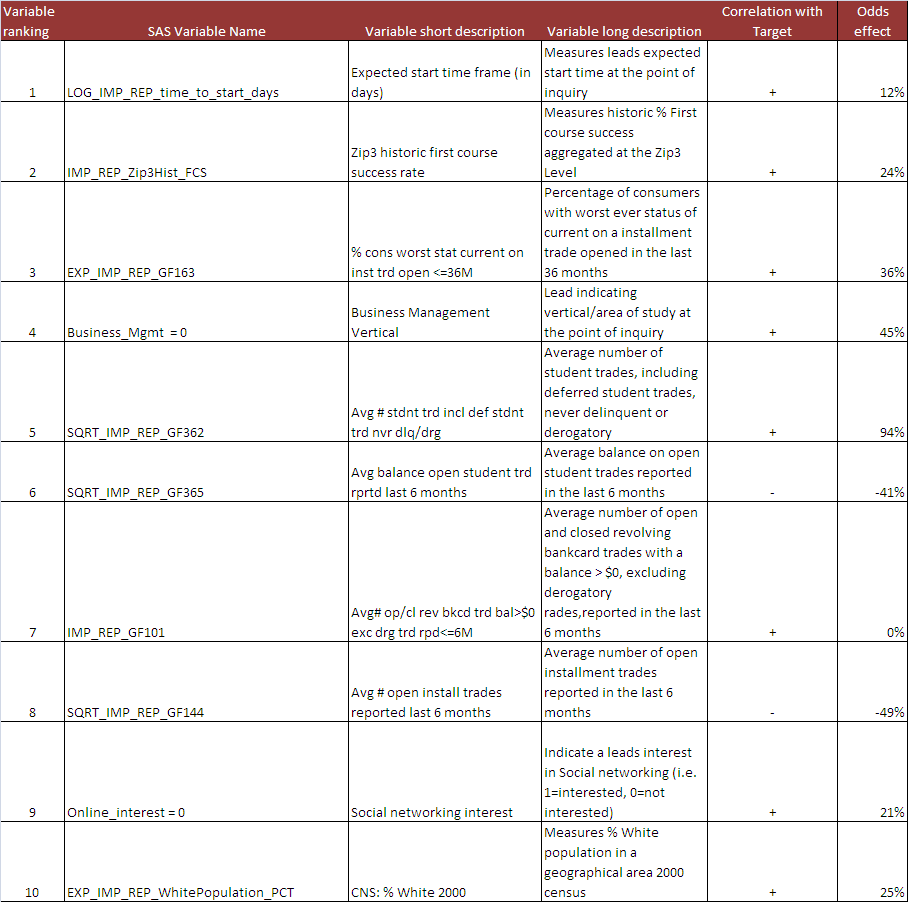 Variable ranking SAS Variable Name Variable short description Variable long description Correlation with Target Odds effect
1 LOG_IMP_REP_time_to_start_days Expected start time frame (in days) Measures leads expected start time at the point of inquiry + 12%
2 IMP_REP_Zip3Hist_FCS Zip3 historic first course success rate Measures historic % First course success aggregated at the Zip3 Level + 24%
3 EXP_IMP_REP_GF163 % cons worst stat current on inst trd open <=36M Percentage of consumers with worst ever status of current on a installment trade opened in the last 36 months + 36%
4 Business_Mgmt = 0 Business Management Vertical Lead indicating vertical/area of study at the point of inquiry + 45%
5 SQRT_IMP_REP_GF362 Avg # stdnt trd incl def stdnt trd nvr dlq/drg Average number of student trades, including deferred student trades, never delinquent or derogatory + 94%
6 SQRT_IMP_REP_GF365 Avg balance open student trd rprtd last 6 months Average balance on open student trades reported in the last 6 months - -41%
7 IMP_REP_GF101 Avg# op/cl rev bkcd trd bal>$0 exc drg trd rpd<=6M Average number of open and closed revolving bankcard trades with a balance > $0, excluding derogatory rades,reported in the last 6 months + 0%
8 SQRT_IMP_REP_GF144 Avg # open install trades reported last 6 months Average number of open installment trades reported in the last 6 months - -49%
9 Online_interest = 0 Social networking interest Indicate a leads interest in Social networking (i.e. 1=interested, 0=not interested) + 21%
10 EXP_IMP_REP_WhitePopulation_PCT CNS: % White 2000 Measures % White population in a geographical area 2000 census + 25%